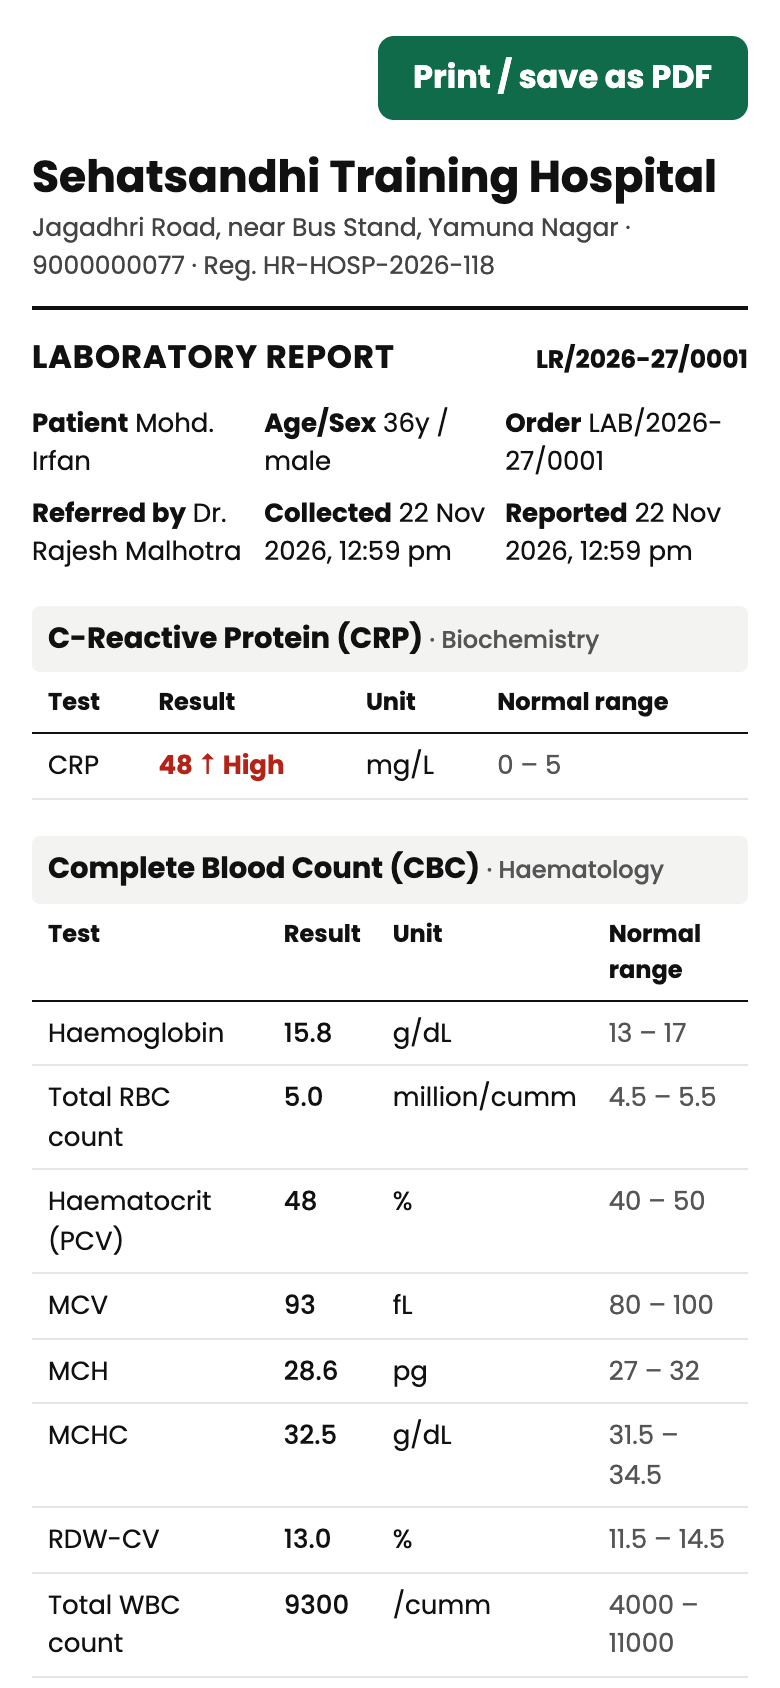 Print / save as PDF
Sehatsandhi Training Hospital
Jagadhri Road, near Bus Stand, Yamuna Nagar ·
9000000077 · Reg. HR-HOSP-2026-118
LABORATORY REPORT LR/2026-27/0001
Patient Mohd. Age/Sex 36y / Order LAB/2026-
Irfan male 27/0001
Referred by Dr. Collected 22 Nov Reported 22 Nov
Rajesh Malhotra 2026, 12:59 pm 2026, 12:59 pm
C-Reactive Protein (CRP) · Biochemistry
Test Result Unit Normal range
CRP 48 ↑ High mg/L 0 – 5
Complete Blood Count (CBC) · Haematology
Test Result Unit Normal
range
Haemoglobin 15.8 g/dL 13 – 17
Total RBC 5.0 million/cumm 4.5 – 5.5
count
Haematocrit 48 % 40 – 50
(PCV)
MCV 93 fL 80 – 100
MCH 28.6 pg 27 – 32
MCHC 32.5 g/dL 31.5 –
34.5
RDW-CV 13.0 % 11.5 – 14.5
Total WBC 9300 /cumm 4000 –
count 11000